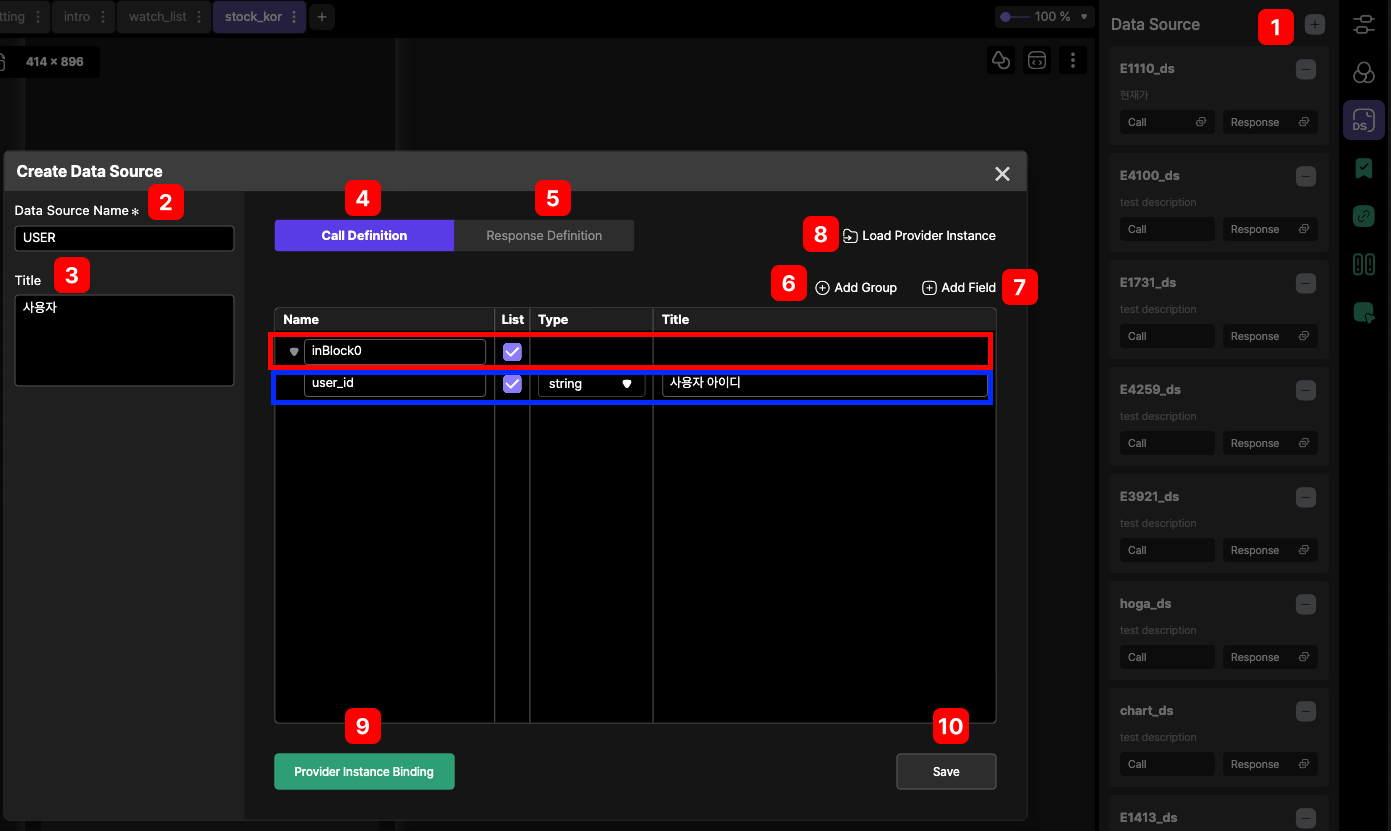 tting
intro
watch_list
stock_kor
100 %
414 × 896
Data Source
1
E1110_ds
현재가
Call
Response
E4100_ds
test description
Call
Response
E1731_ds
test description
Call
Response
E4259_ds
test description
Call
Response
E3921_ds
test description
Call
Response
hoga_ds
test description
Call
Response
chart_ds
test description
Call
Response
E1413_ds
DS
Create Data Source
Data Source Name*
2
USER
Title
3
사용자
4
5
Call Definition
Response Definition
8
Load Provider Instance
6
Add Group
Add Field
7
Name
List
Type
Title
inBlock0
user_id
string
사용자 아이디
9
10
Provider Instance Binding
Save